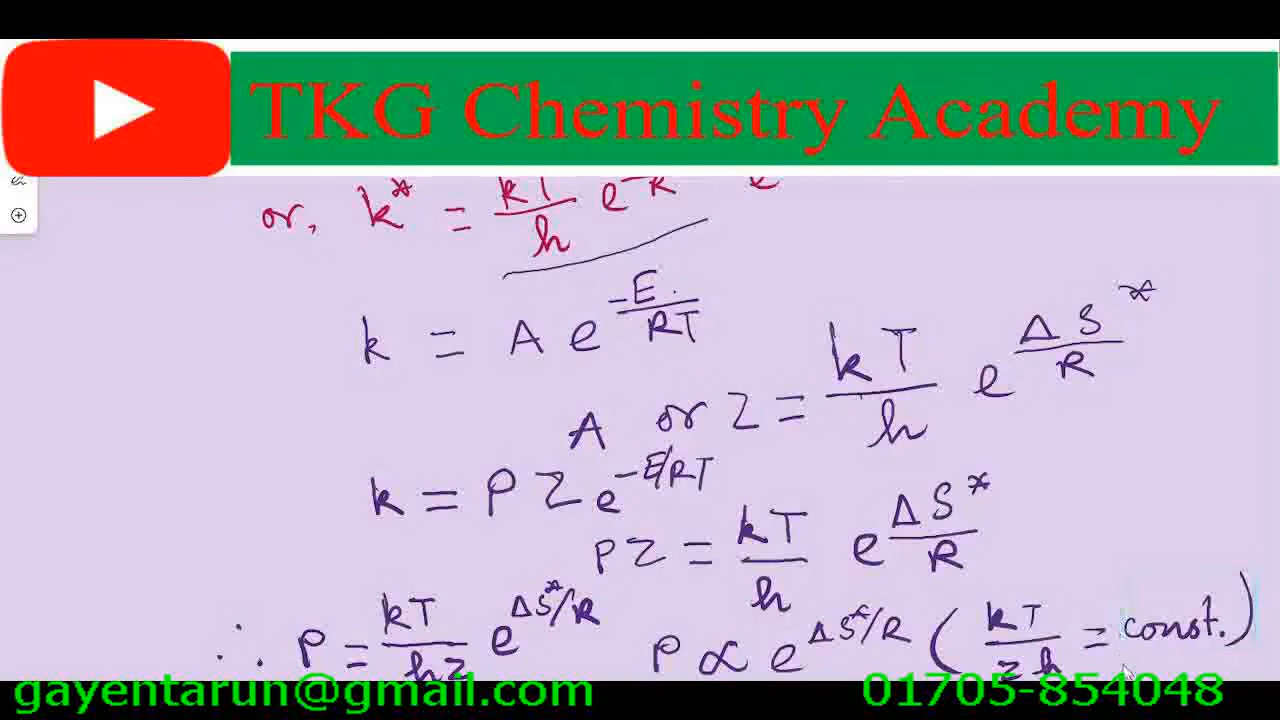 TKG Chemistry Academy
or, k* = kT/h e^-R e
k = A e^-E/RT
A or Z = kT/h e^ΔS*/R
k = PZe^-E/RT
PZ = kT/h e^ΔS*/R
∴ P = kT/hZ e^ΔS*/R P ∝ e^ΔS*/R (kT/Zh = const.)
gayentarun@gmail.com 01705-854048